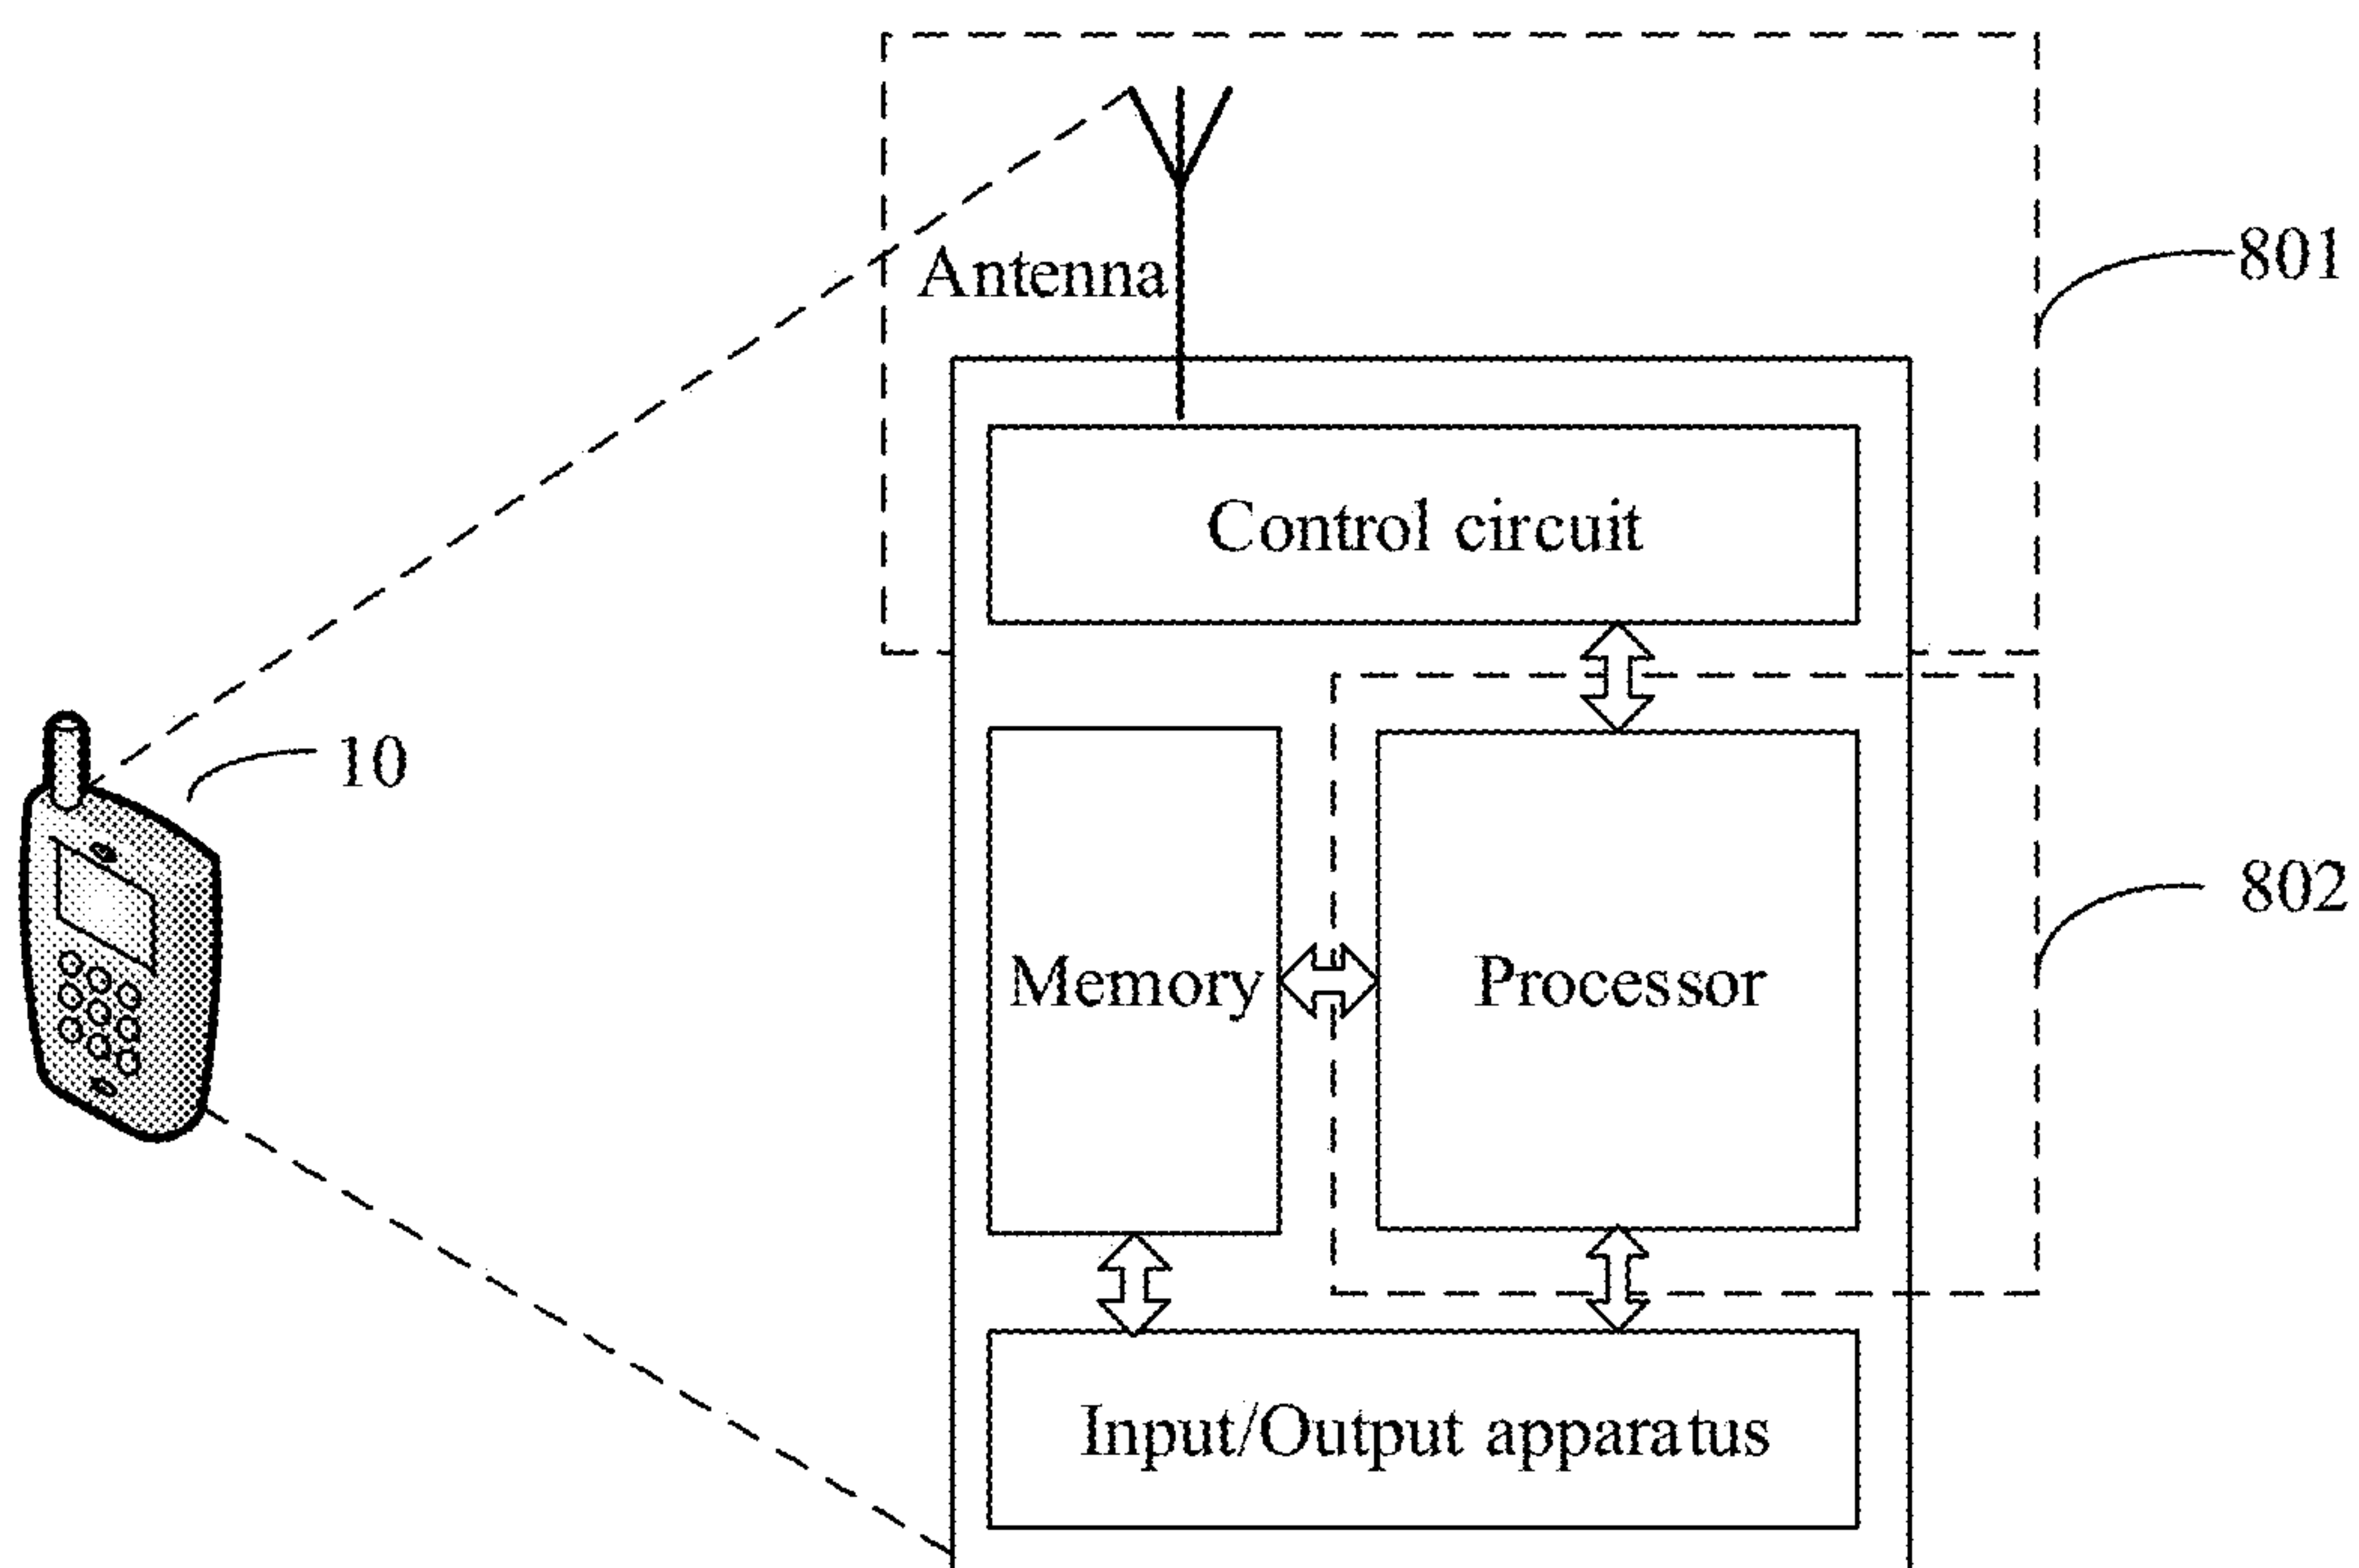 Antenna
801
Control circuit
10
802
Memory
Processor
Input/Output apparatus